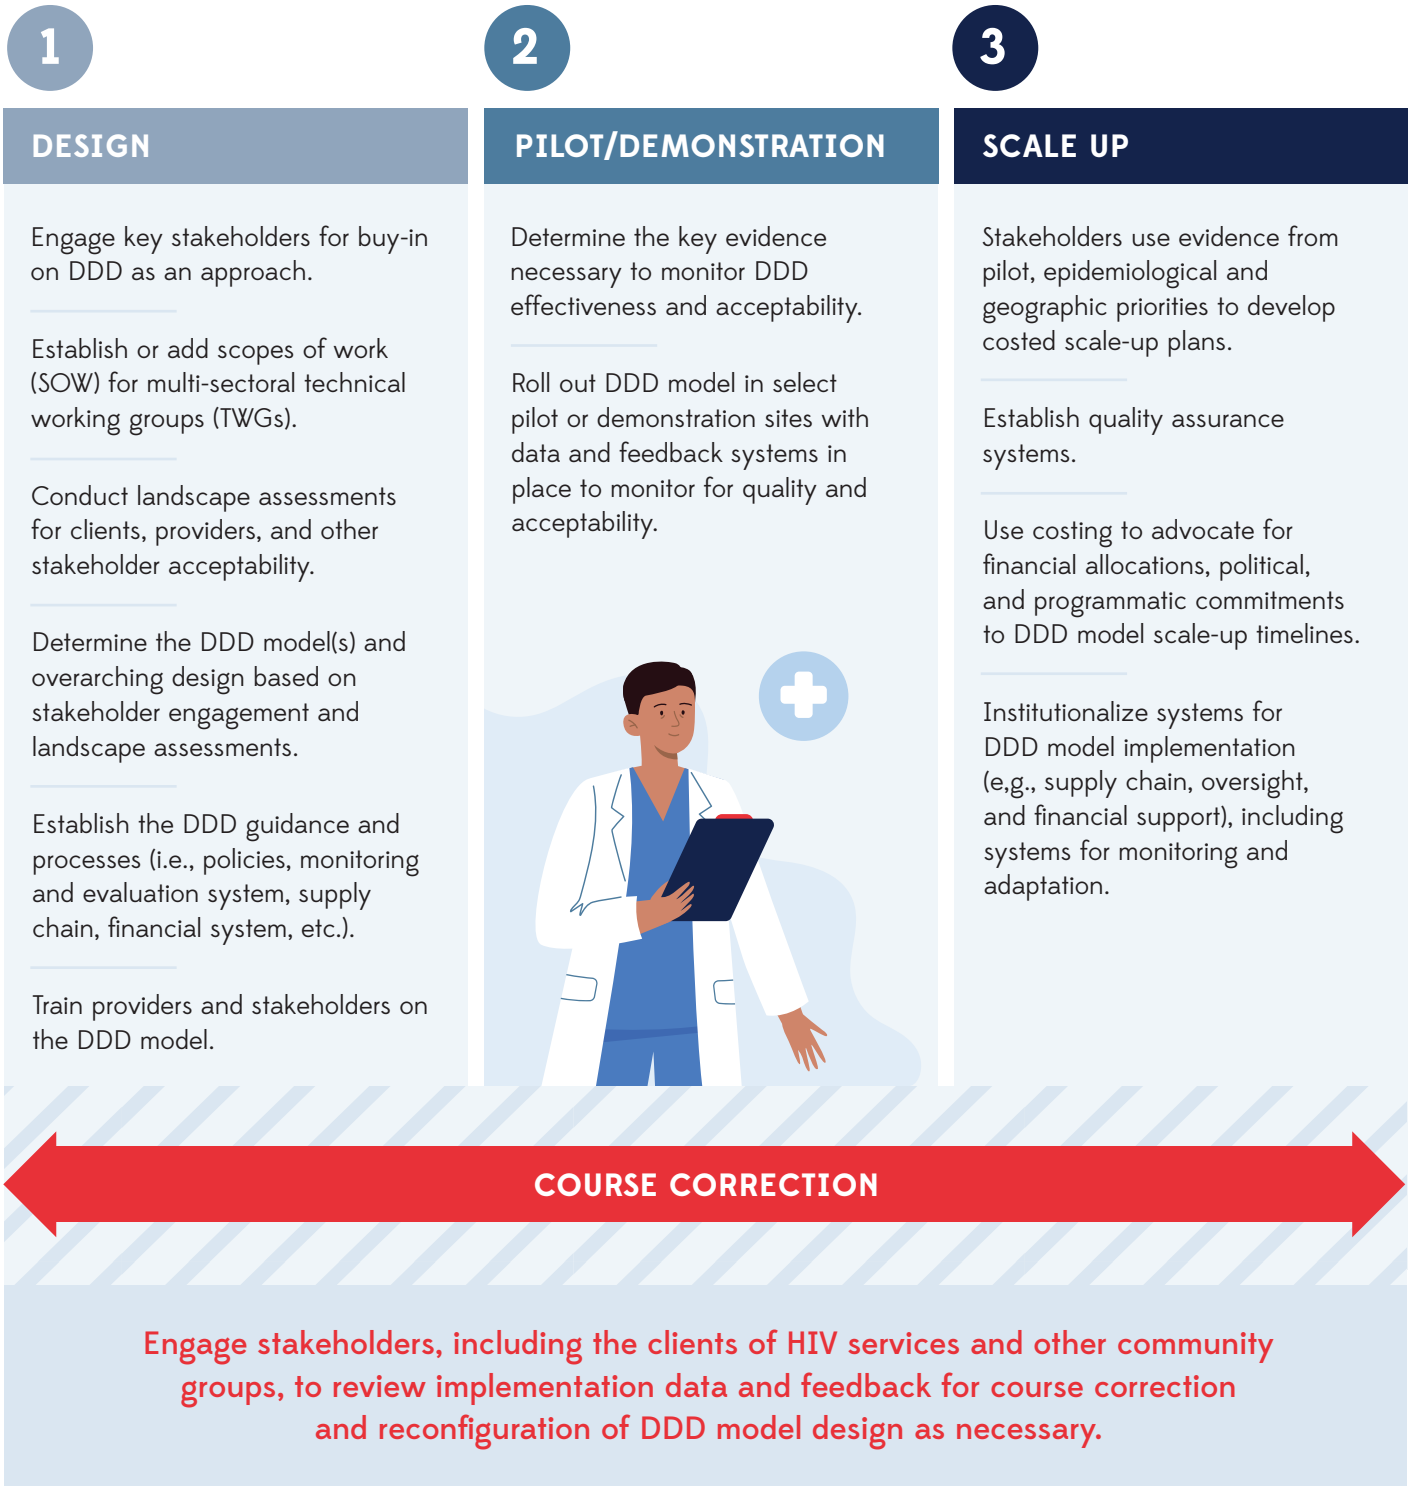 1
DESIGN
Engage key stakeholders for buy-in
on DDD as an approach.
Establish or add scopes of work
(SOW) for multi-sectoral technical
working groups (TWGs).
Conduct landscape assessments
for clients, providers, and other
stakeholder acceptability.
Determine the DDD model(s) and
overarching design based on
stakeholder engagement and
landscape assessments.
Establish the DDD guidance and
processes (i.e., policies, monitoring
and evaluation system, supply
chain, financial system, etc.).
Train providers and stakeholders on
the DDD model.
2
PILOT/DEMONSTRATION
Determine the key evidence
necessary to monitor DDD
effectiveness and acceptability.
Roll out DDD model in select
pilot or demonstration sites with
data and feedback systems in
place to monitor for quality and
acceptability.
3
SCALE UP
Stakeholders use evidence from
pilot, epidemiological and
geographic priorities to develop
costed scale-up plans.
Establish quality assurance
systems.
Use costing to advocate for
financial allocations, political,
and programmatic commitments
to DDD model scale-up timelines.
Institutionalize systems for
DDD model implementation
(e,g., supply chain, oversight,
and financial support), including
systems for monitoring and
adaptation.
COURSE CORRECTION
Engage stakeholders, including the clients of HIV services and other community
groups, to review implementation data and feedback for course correction
and reconfiguration of DDD model design as necessary.